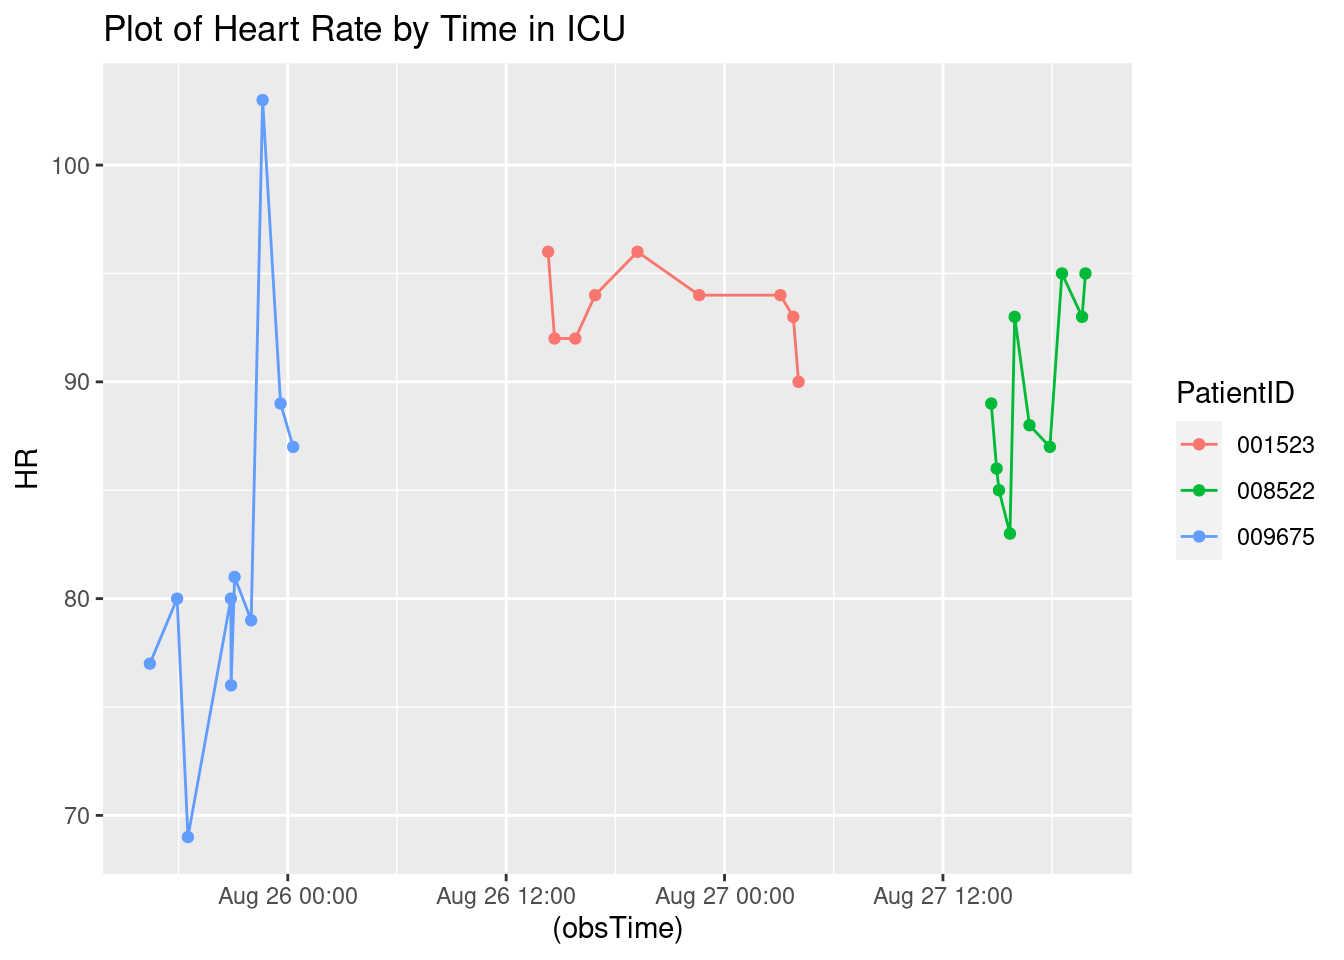 Plot of Heart Rate by Time in ICU
100
90
80
70
HR
Aug 26 00:00 Aug 26 12:00 Aug 27 00:00 Aug 27 12:00
(obsTime)
PatientID
001523
008522
009675